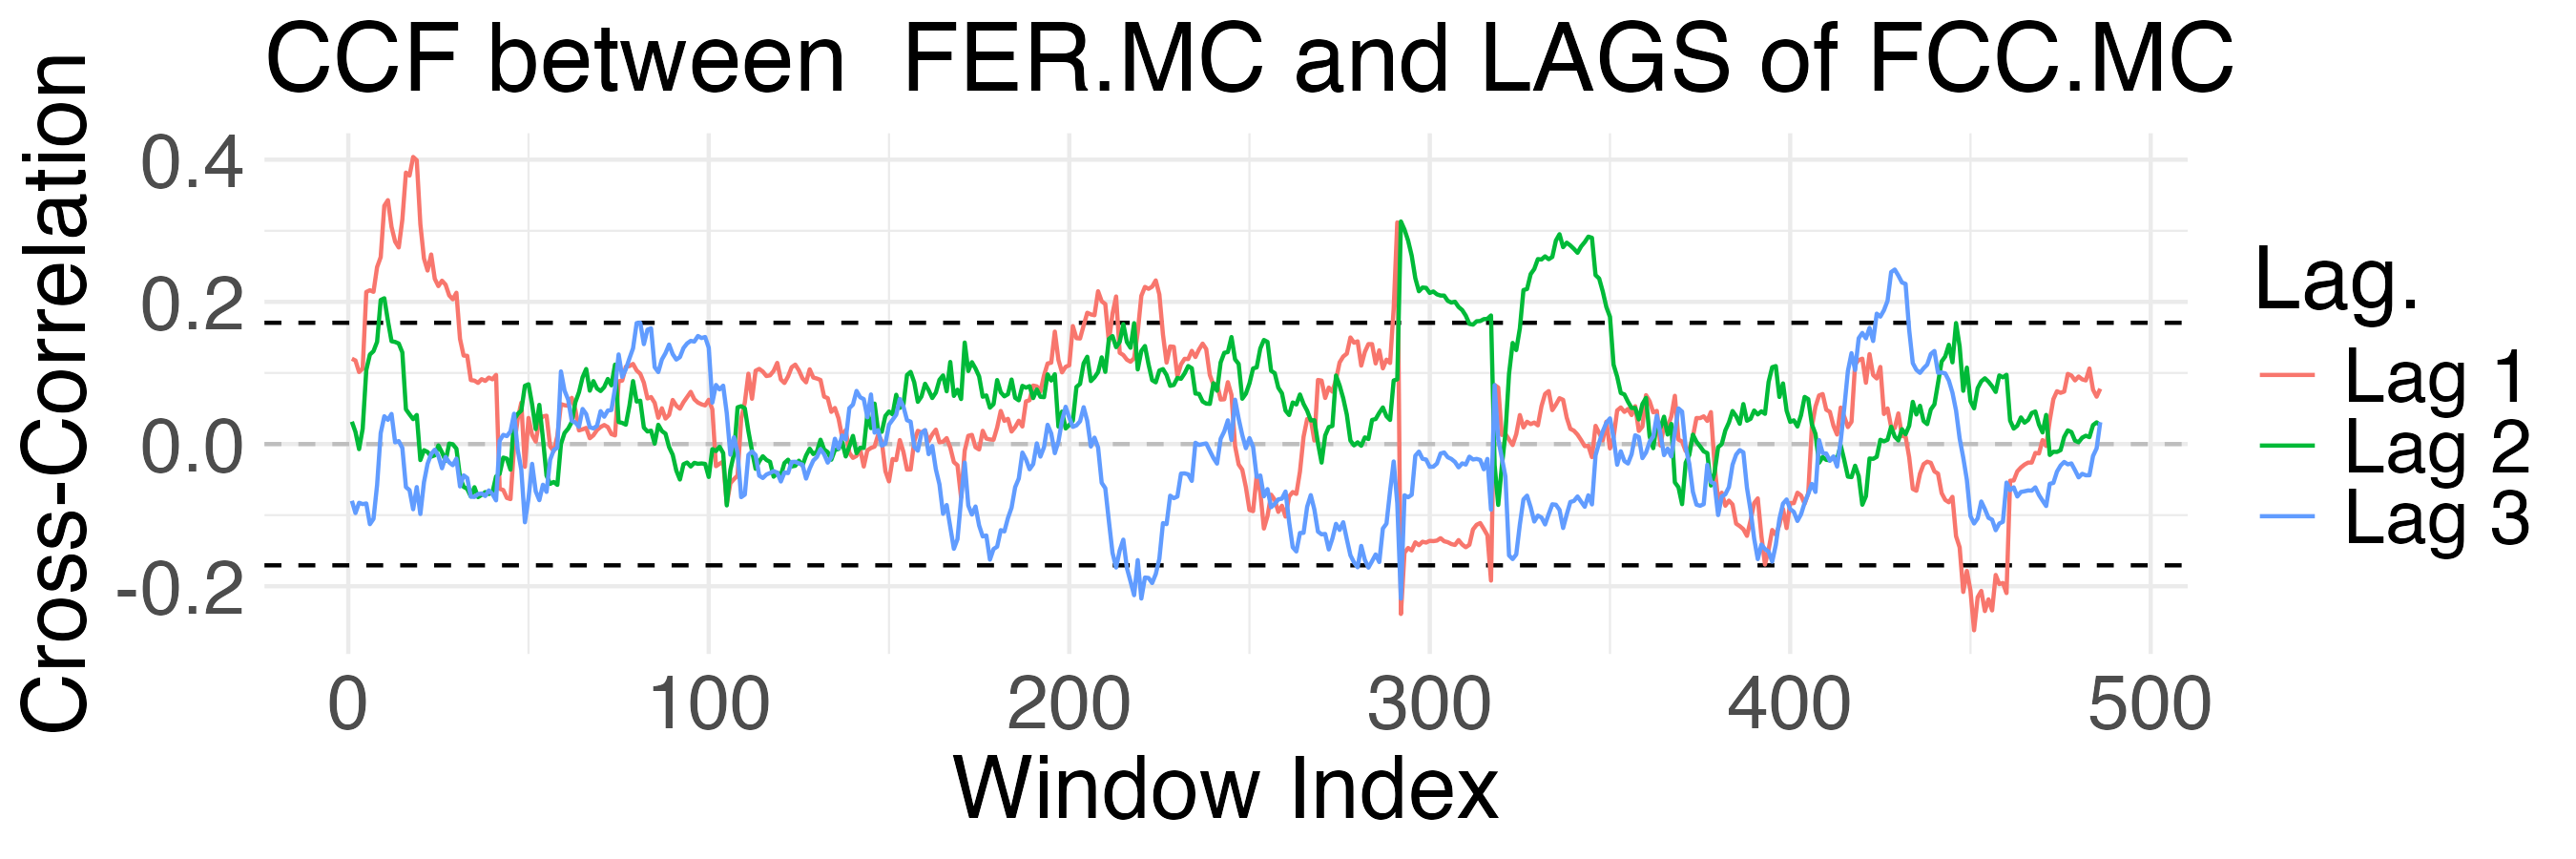 CCF between  FER.MC and LAGS of FCC.MC
Cross-Correlation
0.4
0.2
0.0
-0.2
0 100 200 300 400 500
Window Index
Lag.
Lag 1
Lag 2
Lag 3